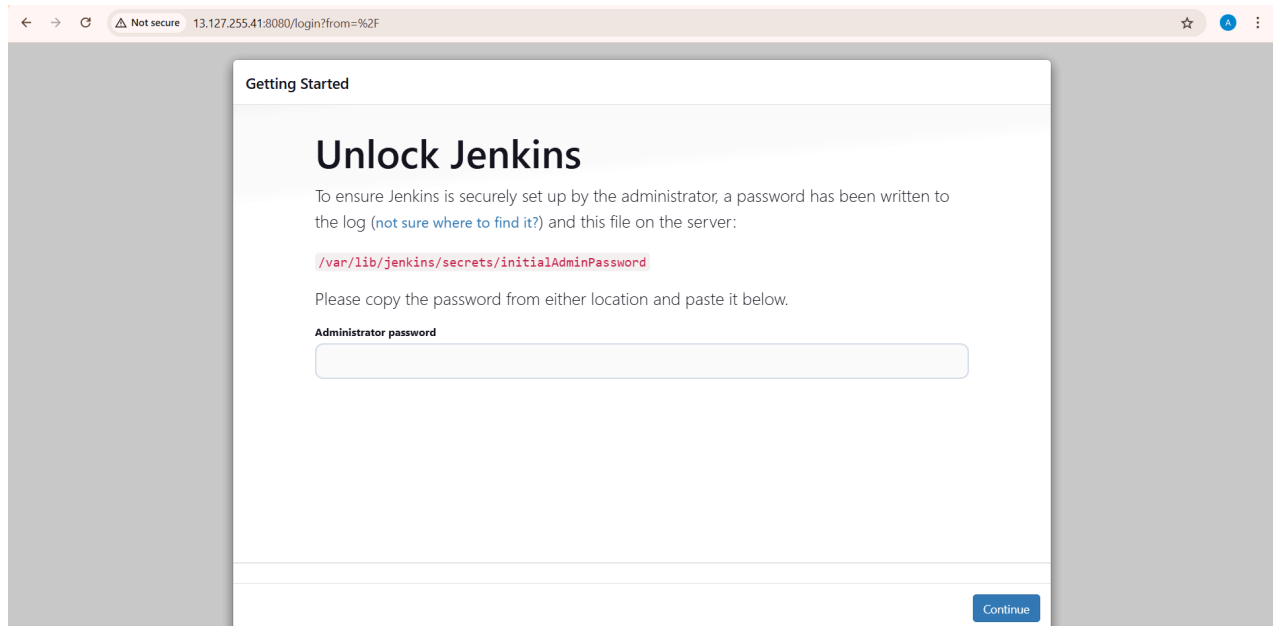 Not secure 13.127.255.41:8080/login?from=%2F
A
Getting Started
Unlock Jenkins
To ensure Jenkins is securely set up by the administrator, a password has been written to
the log (not sure where to find it?) and this file on the server:
/var/lib/jenkins/secrets/initialAdminPassword
Please copy the password from either location and paste it below.
Administrator password
Continue